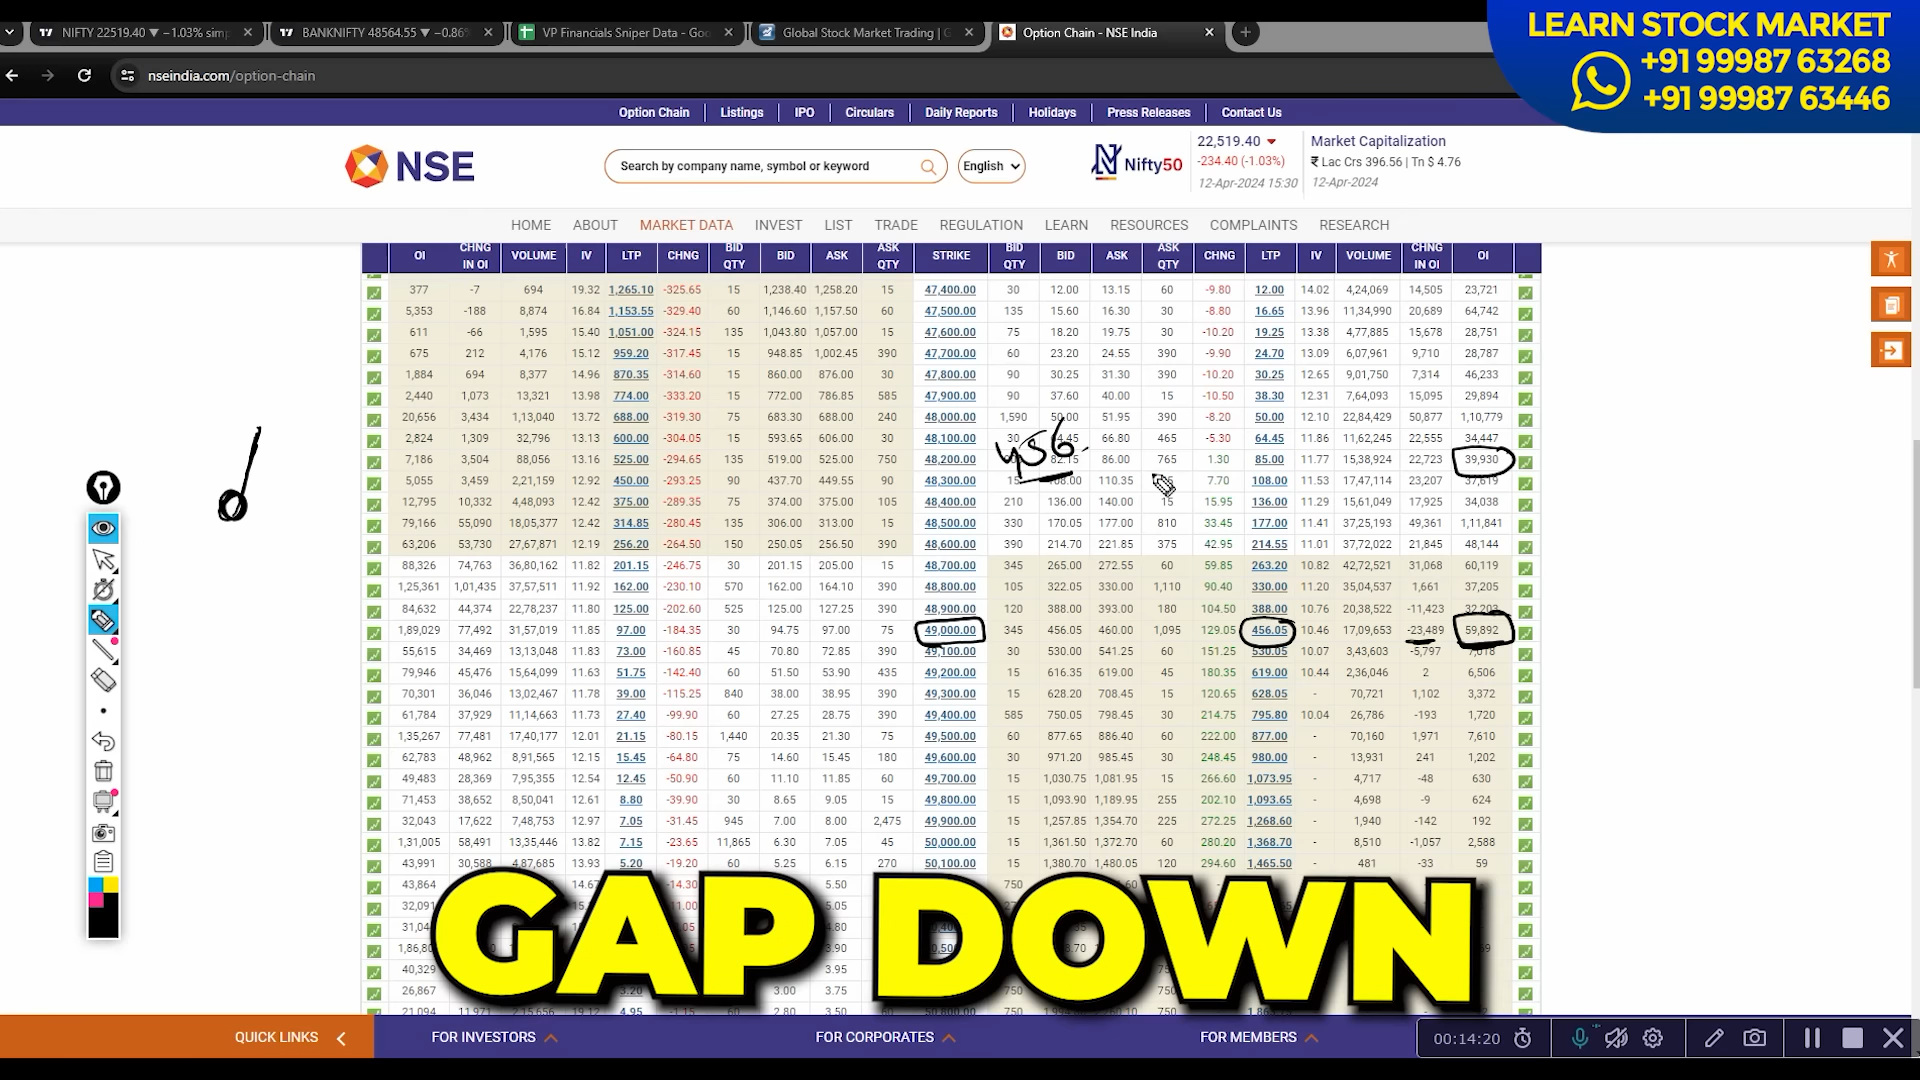 NIFTY 22519.40 ▼ −1.03% simp
BANKNIFTY 48564.55 ▼ −0.86%
VP Financials Sniper Data - Goo
Global Stock Market Trading | G
Option Chain - NSE India
LEARN STOCK MARKET
+91 99987 63268
+91 99987 63446
nseindia.com/option-chain
Option Chain Listings IPO Circulars Daily Reports Holidays Press Releases Contact Us
NSE
Search by company name, symbol or keyword
English
Nifty50
22,519.40
-234.40 (-1.03%)
12-Apr-2024 15:30
Market Capitalization
₹ Lac Crs 396.56 | Tn $ 4.76
12-Apr-2024
HOME ABOUT MARKET DATA INVEST LIST TRADE REGULATION LEARN RESOURCES COMPLAINTS RESEARCH
OI CHNG IN OI VOLUME IV LTP CHNG BID QTY BID ASK ASK QTY STRIKE BID QTY BID ASK ASK QTY CHNG LTP IV VOLUME CHNG IN OI OI
377 -7 694 19.32 1,265.10 -325.65 15 1,238.40 1,258.20 15 47,400.00 30 12.00 13.15 60 -9.80 12.00 14.02 4,24,069 14,505 23,721
5,353 -188 8,874 16.84 1,153.55 -329.40 60 1,146.60 1,157.50 60 47,500.00 135 15.60 16.30 30 -8.80 16.65 13.96 11,34,990 20,689 64,742
611 -66 1,595 15.40 1,051.00 -324.15 135 1,043.80 1,057.00 15 47,600.00 75 18.20 19.75 30 -10.20 19.25 13.38 4,77,885 15,678 28,751
675 212 4,176 15.12 959.20 -317.45 15 948.85 1,002.45 390 47,700.00 60 23.20 24.55 390 -9.90 24.70 13.09 6,07,961 9,710 28,787
1,884 694 8,377 14.96 870.35 -314.60 15 860.00 876.00 30 47,800.00 90 30.25 31.30 390 -10.20 30.25 12.65 9,01,750 7,314 46,233
2,440 1,073 13,321 13.98 774.00 -333.20 15 772.00 786.85 585 47,900.00 90 37.60 40.00 15 -10.50 38.30 12.31 7,64,093 15,095 29,894
20,656 3,434 1,13,040 13.72 688.00 -319.30 75 683.30 688.00 240 48,000.00 1,590 50.00 51.95 390 -8.20 50.00 12.10 22,84,429 50,877 1,10,779
2,824 1,309 32,796 13.13 600.00 -304.05 15 593.65 606.00 30 48,100.00 30 66.80 465 -5.30 64.45 11.86 11,62,245 22,555 34,447
456
7,186 3,504 88,056 13.16 525.00 -294.65 135 519.00 525.00 750 48,200.00 82.15 86.00 765 1.30 85.00 11.77 15,38,924 22,723 39,930
5,055 3,459 2,21,159 12.92 450.00 -293.25 90 437.70 449.55 90 48,300.00 110.35 7.70 108.00 11.53 17,47,114 23,207 37,619
12,795 10,332 4,48,093 12.42 375.00 -289.35 75 374.00 375.00 105 48,400.00 210 136.00 140.00 15 15.95 136.00 11.29 15,61,049 17,925 34,038
79,166 55,090 18,05,377 12.42 314.85 -280.45 135 306.00 313.00 15 48,500.00 330 170.05 177.00 810 33.45 177.00 11.41 37,25,193 49,361 1,11,841
63,206 53,730 27,67,871 12.19 256.20 -264.50 150 250.05 256.50 390 48,600.00 390 214.70 221.85 375 42.95 214.55 11.01 37,72,022 21,845 48,144
88,326 74,763 36,80,162 11.82 201.15 -246.75 30 201.15 205.00 15 48,700.00 345 265.00 272.55 60 59.85 263.20 10.82 42,72,521 31,068 60,119
1,25,361 1,01,435 37,57,511 11.92 162.00 -230.10 570 162.00 164.10 390 48,800.00 105 322.05 330.00 1,110 90.40 330.00 11.20 35,04,537 1,661 37,205
84,632 44,374 22,78,237 11.80 125.00 -202.60 525 125.00 127.25 390 48,900.00 120 388.00 393.00 180 104.50 388.00 10.76 20,38,522 -11,423 32,203
1,89,029 77,492 31,57,019 11.85 97.00 -184.35 30 94.75 97.00 75 49,000.00 345 456.05 460.00 1,095 129.05 456.05 10.46 17,09,653 -23,489 59,892
55,615 34,469 13,13,048 11.83 73.00 -160.85 45 70.80 72.85 390 49,100.00 30 530.00 541.25 60 151.25 530.05 10.07 3,43,603 -5,797 7,018
79,946 45,476 15,64,099 11.63 51.75 -142.40 60 51.50 53.90 435 49,200.00 15 616.35 619.00 45 180.35 619.00 10.44 2,36,046 2 6,506
70,301 36,046 13,02,467 11.78 39.00 -115.25 840 38.00 38.95 390 49,300.00 15 628.20 708.45 15 120.65 628.05 - 70,721 1,102 3,372
61,784 37,929 11,14,663 11.73 27.40 -99.90 60 27.25 28.75 390 49,400.00 585 750.05 798.45 30 214.75 795.80 10.04 26,786 -193 1,720
1,35,267 77,481 17,40,177 12.01 21.15 -80.15 1,440 20.35 21.30 75 49,500.00 60 877.65 886.40 60 222.00 877.00 - 70,160 1,971 7,610
62,783 48,962 8,91,565 12.15 15.45 -64.80 75 14.60 15.45 180 49,600.00 30 971.20 985.45 30 248.45 980.00 - 13,931 241 1,202
49,483 28,369 7,95,355 12.54 12.45 -50.90 60 11.10 11.85 60 49,700.00 15 1,030.75 1,081.95 15 266.60 1,073.95 - 4,717 -48 630
71,453 38,652 8,50,041 12.61 8.80 -39.90 30 8.65 9.05 15 49,800.00 15 1,093.90 1,189.95 255 202.10 1,093.65 - 4,698 -9 624
32,043 17,622 7,48,753 12.97 7.05 -31.45 945 7.00 8.00 2,475 49,900.00 15 1,257.85 1,354.70 225 272.25 1,268.60 - 1,940 -142 192
1,31,005 58,491 13,35,446 13.82 7.15 -23.65 11,865 6.30 7.05 45 50,000.00 15 1,361.50 1,372.40 60 280.20 1,368.70 - 8,510 -1,057 2,588
43,991 30,588 4,87,685 13.93 5.20 -19.20 60 5.25 6.15 270 50,100.00 15 1,380.70 1,480.05 120 294.60 1,465.50 - 481 -33 59
43,864 -14.30 5.50 750
32,091 5.05
4.80
3.90
40,329 3.95
26,867 3.00 3.75 750
4.95
GAP DOWN
QUICK LINKS FOR INVESTORS FOR CORPORATES FOR MEMBERS
00:14:20